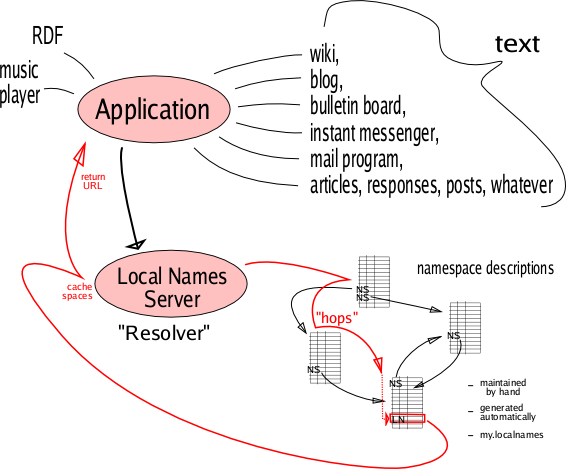 RDF
music
player
Application
wiki,
blog,
bulletin board,
instant messenger,
mail program,
articles, responses, posts, whatever
text
return
URL
cache
spaces
Local Names
Server
"Resolver"
"hops"
namespace descriptions
NS
NS
NS
NS
NS
LN
– maintained
by hand
– generated
automatically
– my.localnames